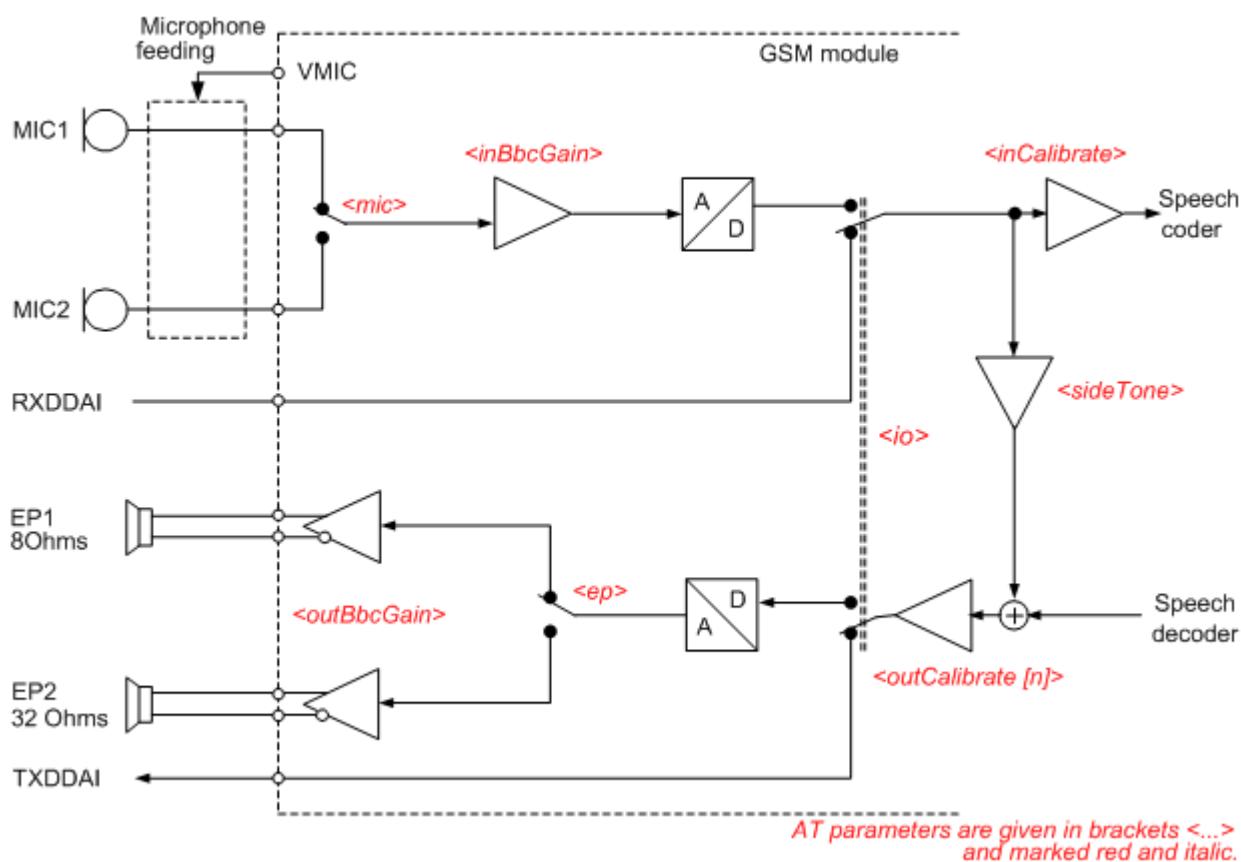 Microphone
feeding
VMIC
GSM module
MIC1
<inBbcGain>
<inCalibrate>
<mic>
A
D
Speech
coder
MIC2
RXDDAI
<sideTone>
<io>
EP1
8Ohms
<ep>
D
A
<outBbcGain>
Speech
decoder
<outCalibrate [n]>
EP2
32 Ohms
TXDDAI
AT parameters are given in brackets <...>
and marked red and italic.